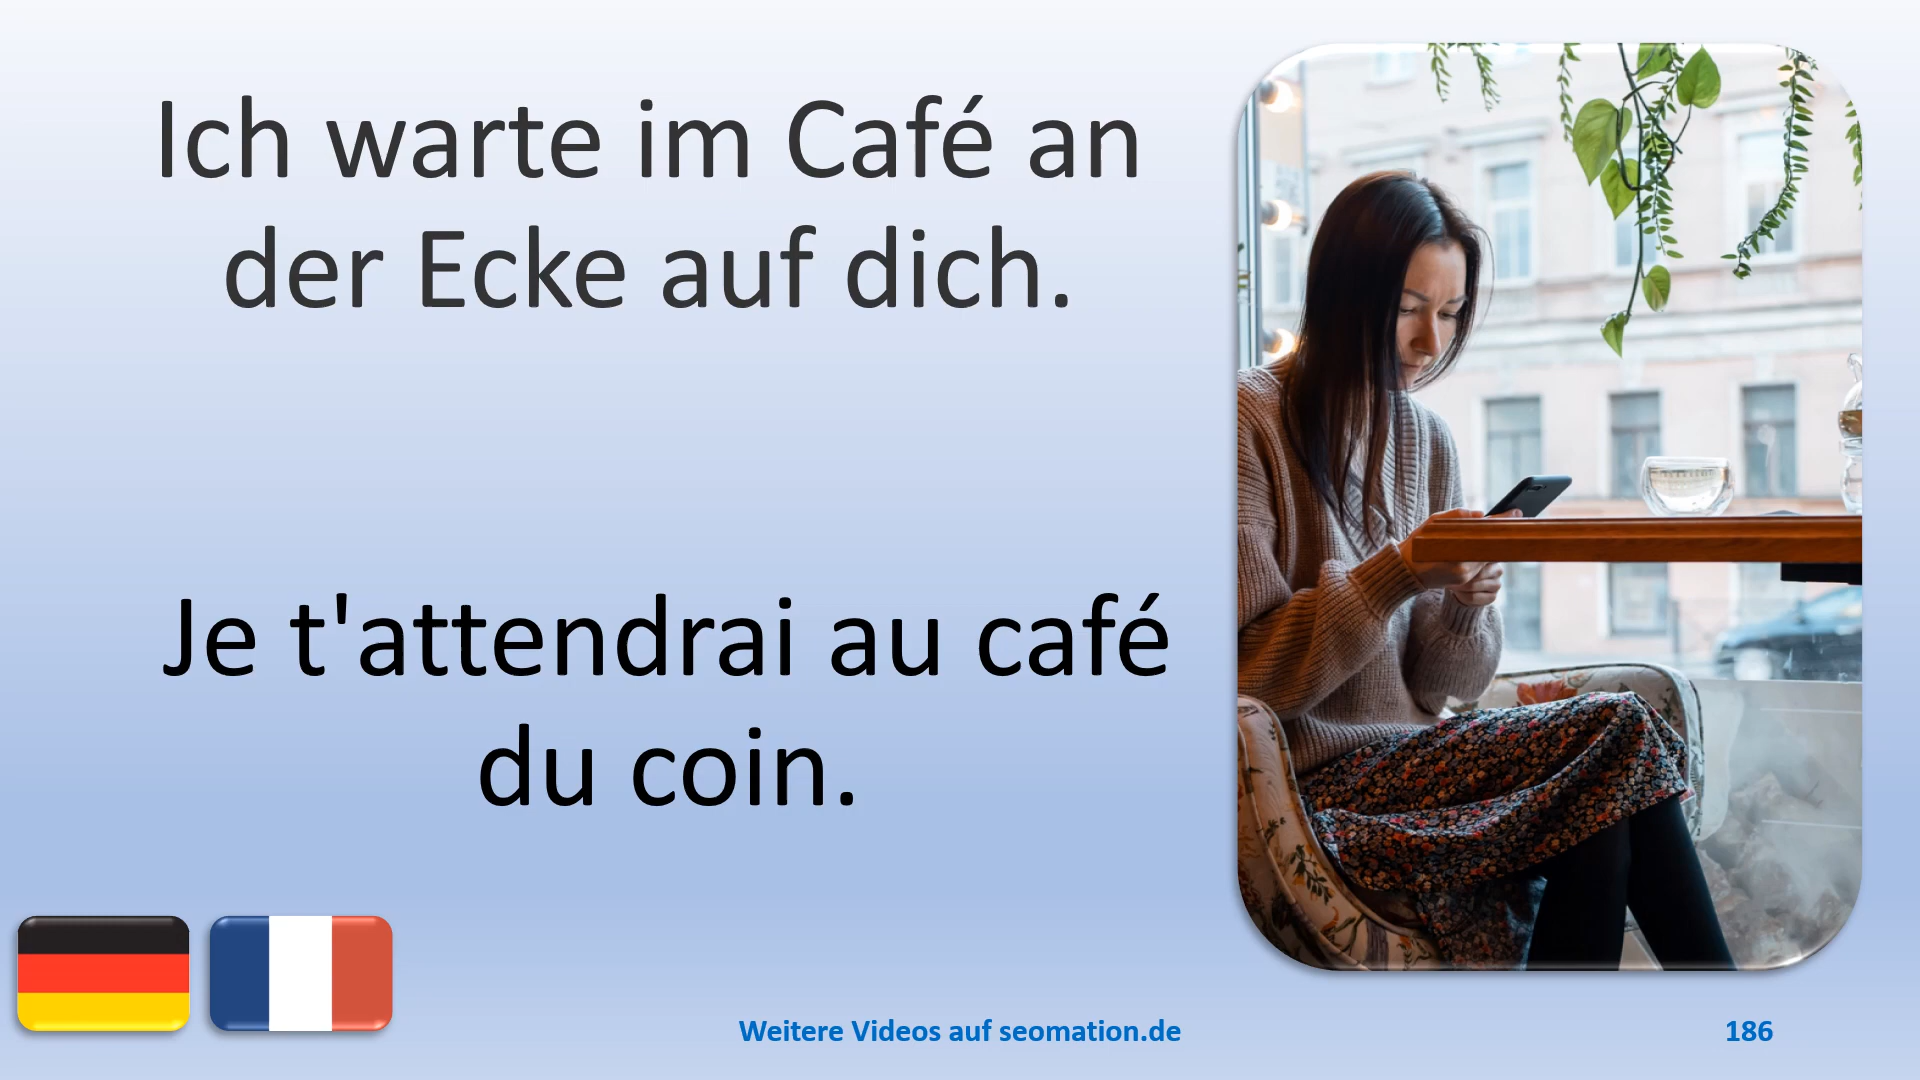 Ich warte im Café an
der Ecke auf dich.
Je t'attendrai au café
du coin.
Weitere Videos auf seomation.de
186